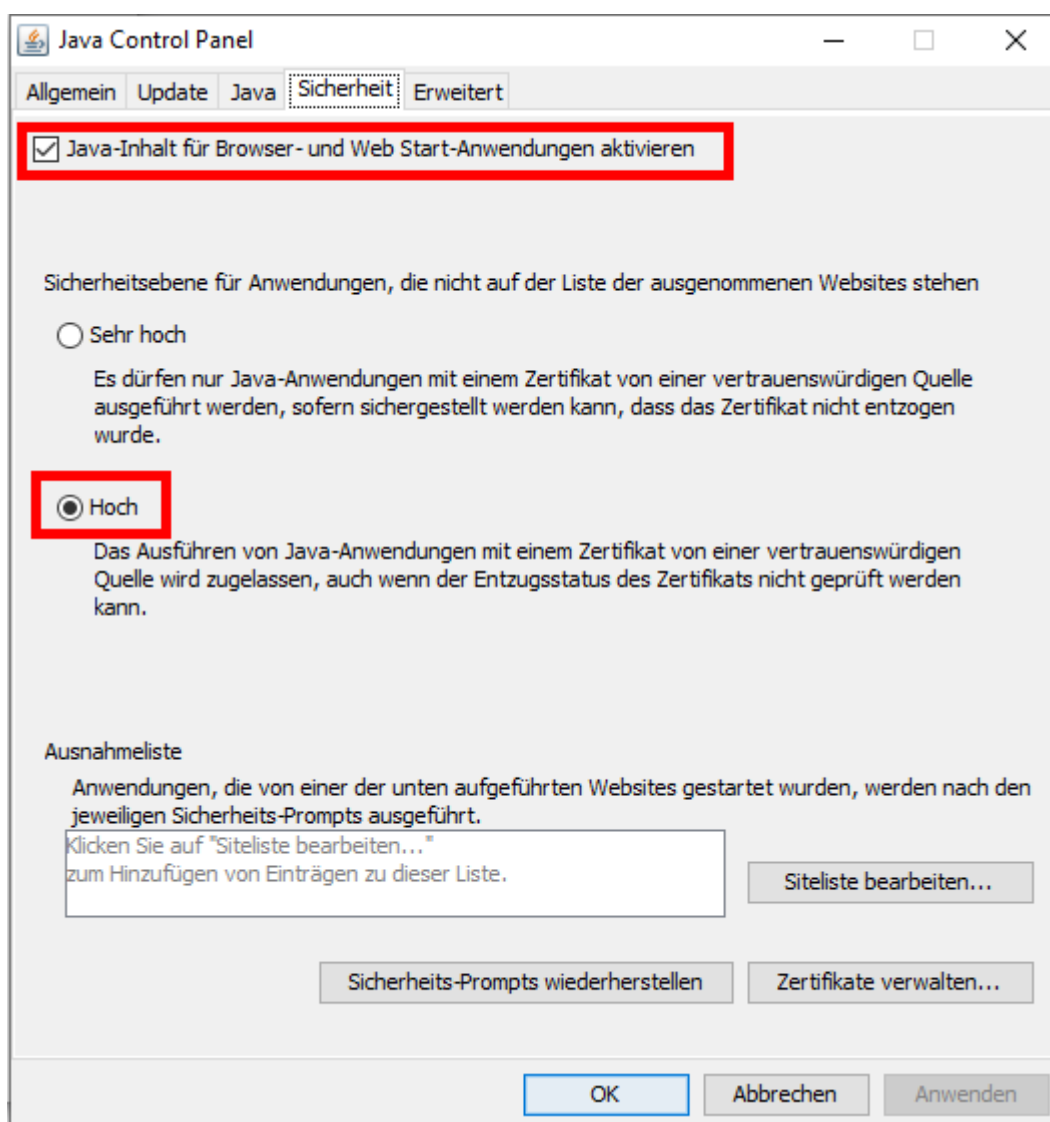 Java Control Panel
Allgemein Update Java Sicherheit Erweitert
Java-Inhalt für Browser- und Web Start-Anwendungen aktivieren
Sicherheitsebene für Anwendungen, die nicht auf der Liste der ausgenommenen Websites stehen
Sehr hoch
Es dürfen nur Java-Anwendungen mit einem Zertifikat von einer vertrauenswürdigen Quelle
ausgeführt werden, sofern sichergestellt werden kann, dass das Zertifikat nicht entzogen
wurde.
Hoch
Das Ausführen von Java-Anwendungen mit einem Zertifikat von einer vertrauenswürdigen
Quelle wird zugelassen, auch wenn der Entzugsstatus des Zertifikats nicht geprüft werden
kann.
Ausnahmeliste
Anwendungen, die von einer der unten aufgeführten Websites gestartet wurden, werden nach den
jeweiligen Sicherheits-Prompts ausgeführt.
Klicken Sie auf "Siteliste bearbeiten..."
zum Hinzufügen von Einträgen zu dieser Liste.
Siteliste bearbeiten...
Sicherheits-Prompts wiederherstellen Zertifikate verwalten...
OK Abbrechen Anwenden